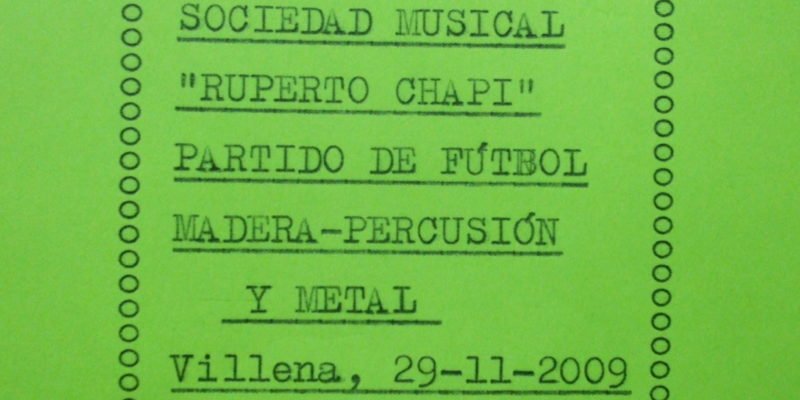 SOCIEDAD MUSICAL
"RUPERTO CHAPI"
PARTIDO DE FÚTBOL
MADERA-PERCUSIÓN
Y METAL
Villena, 29-11-2009